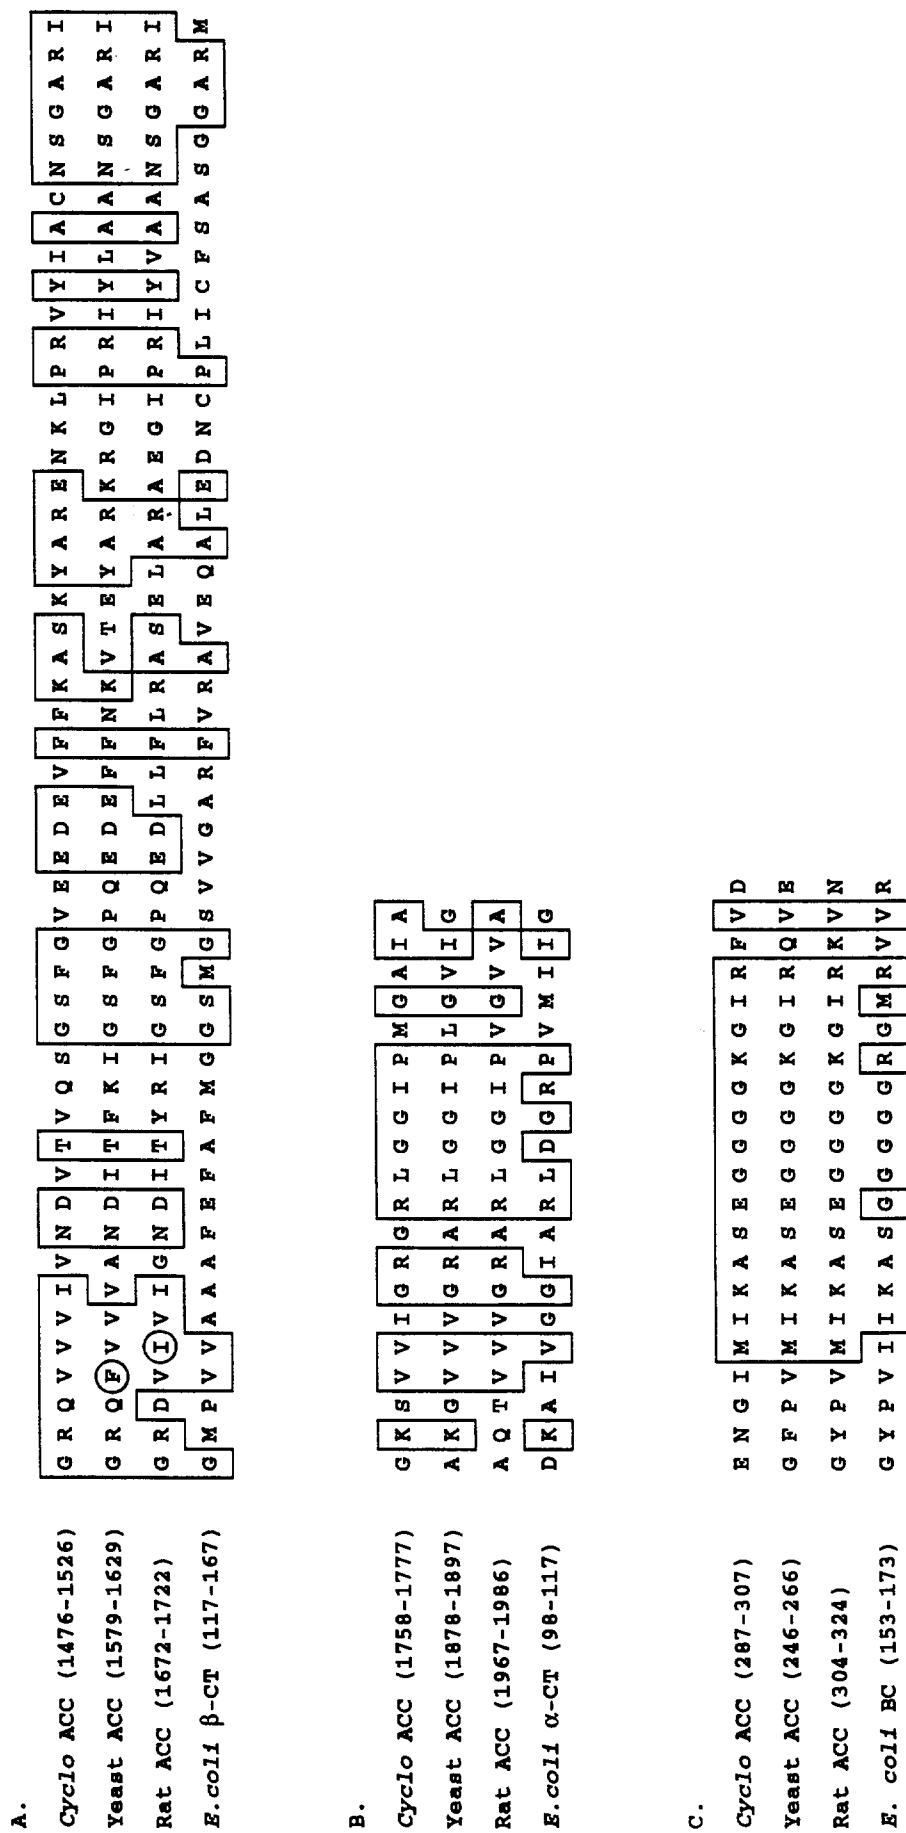 A.
Cyclo ACC (1476-1526) G R Q V V V I V N D V T V Q S G S F G V E E D E V F F K A S K Y A R E N K L P R V Y I A C N S G A R I
Yeast ACC (1579-1629) G R Q F V V V A N D I T F K I G S F G P Q E D E F F N K V T E Y A R K R G I P R I Y L A A N S G A R I
Rat ACC (1672-1722) G R D V I V I G N D I T Y R I G S F G P Q E D L L F L R A S E L A R A E G I P R I Y V A A N S G A R I
E.coli β-CT (117-167) G M P V V A A A F E F A F M G G S M G S V V G A R F V R A V E Q A L E D N C P L I C F S A S G G A R M
B.
Cyclo ACC (1758-1777) G K S V V I G R G R L G G I P M G A I A
Yeast ACC (1878-1897) A K G V V V G R A R L G G I P L G V I G
Rat ACC (1967-1986) A Q T V V V G R A R L G G I P V G V V A
E.coli α-CT (98-117) D K A I V G G I A R L D G R P V M I I G
C.
Cyclo ACC (287-307) E N G I M I K A S E G G G G K G I R F V D
Yeast ACC (246-266) G F P V M I K A S E G G G G K G I R Q V E
Rat ACC (304-324) G Y P V M I K A S E G G G G K G I R K V N
E. coli BC (153-173) G Y P V I I K A S G G G G G R G M R V V R